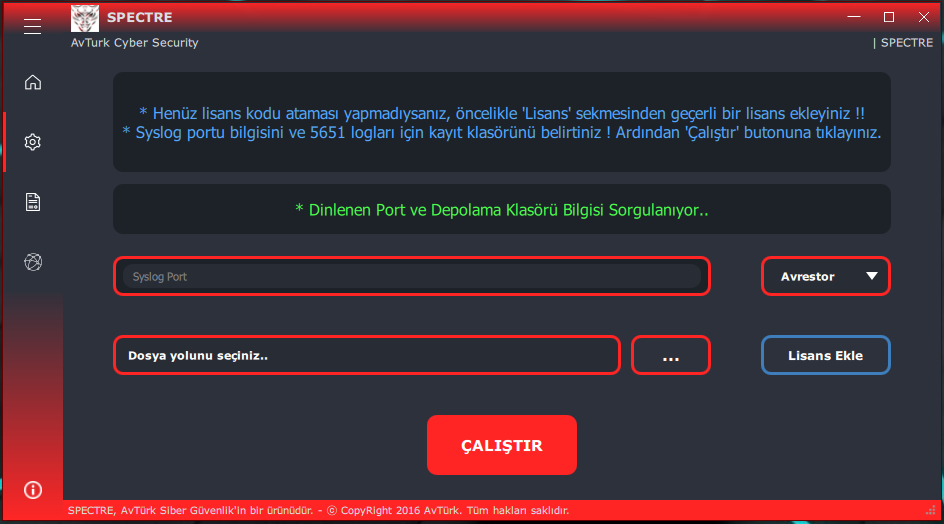 SPECTRE
AvTurk Cyber Security
| SPECTRE
* Henüz lisans kodu ataması yapmadıysanız, öncelikle 'Lisans' sekmesinden geçerli bir lisans ekleyiniz !!
* Syslog portu bilgisini ve 5651 logları için kayıt klasörünü belirtiniz ! Ardından 'Çalıştır' butonuna tıklayınız.
* Dinlenen Port ve Depolama Klasörü Bilgisi Sorgulanıyor..
Syslog Port
Avrestor
Dosya yolunu seçiniz..
...
Lisans Ekle
ÇALIŞTIR
SPECTRE, AvTürk Siber Güvenlik'in bir ürünüdür. - ⓒ CopyRight 2016 AvTürk. Tüm hakları saklıdır.